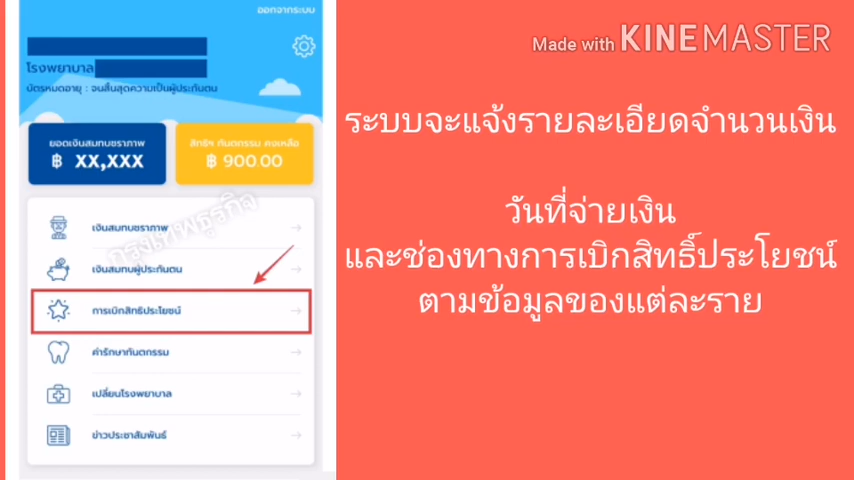 ออกจากระบบ
โรงพยาบาล
บัตรหมดอายุ : จนสิ้นสุดความเป็นผู้ประกันตน
ยอดเงินสมทบชราภาพ
฿ XX,XXX
สิทธิฯ ทันตกรรม คงเหลือ
฿ 900.00
เงินสมทบชราภาพ
กรุงเทพธุรกิจ
เงินสมทบผู้ประกันตน
การเบิกสิทธิประโยชน์
ค่ารักษาทันตกรรม
เปลี่ยนโรงพยาบาล
ข่าวประชาสัมพันธ์
Made with KINEMASTER
ระบบจะแจ้งรายละเอียดจำนวนเงิน
วันที่จ่ายเงิน
และช่องทางการเบิกสิทธิ์ประโยชน์
ตามข้อมูลของแต่ละราย